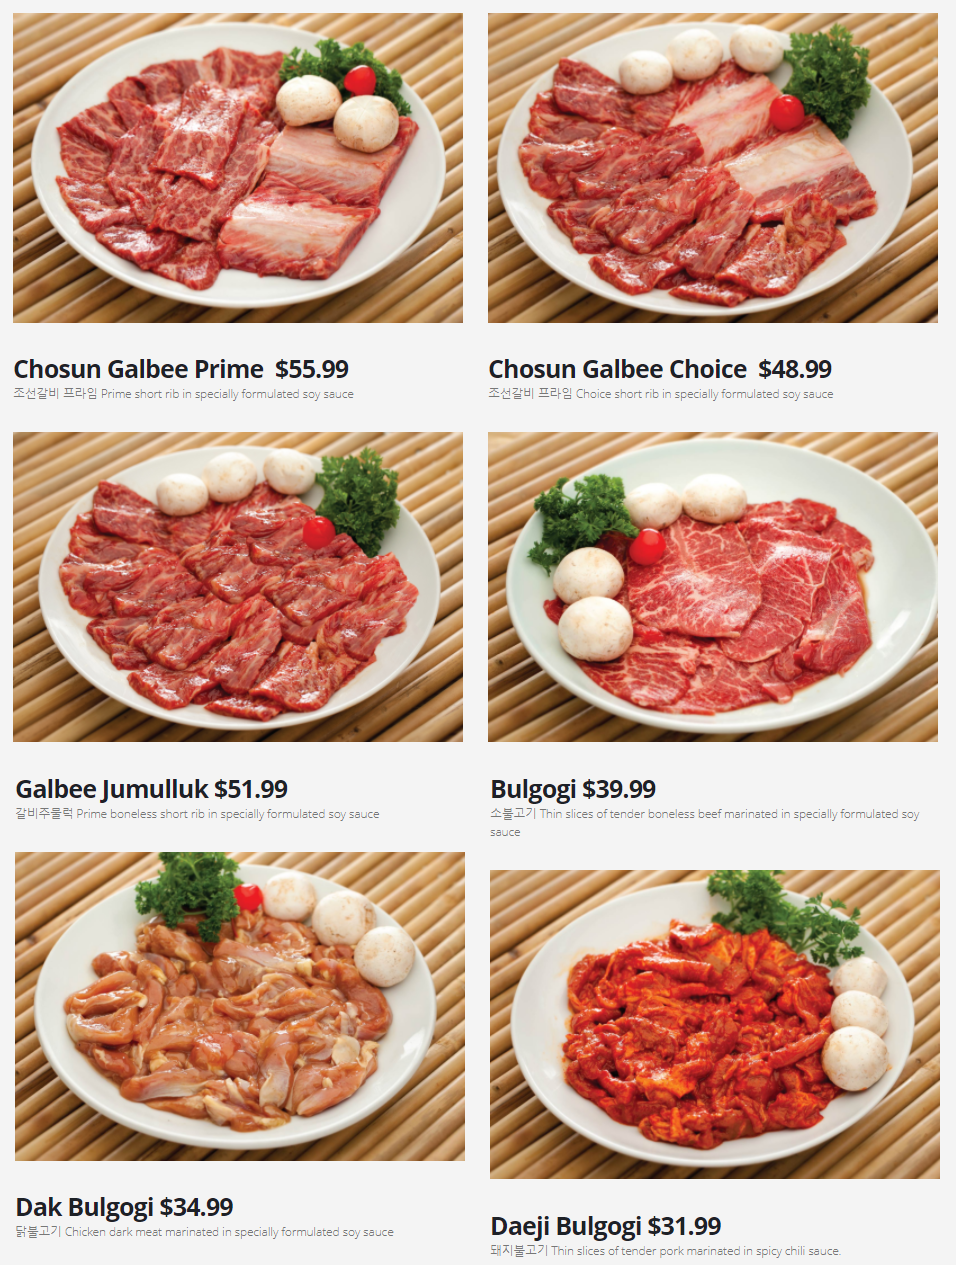 Chosun Galbee Prime  $55.99
조선갈비 프라임 Prime short rib in specially formulated soy sauce
Chosun Galbee Choice  $48.99
조선갈비 프라임 Choice short rib in specially formulated soy sauce
Galbee Jumulluk $51.99
갈비주물럭 Prime boneless short rib in specially formulated soy sauce
Bulgogi $39.99
소불고기 Thin slices of tender boneless beef marinated in specially formulated soy
sauce
Dak Bulgogi $34.99
닭불고기 Chicken dark meat marinated in specially formulated soy sauce
Daeji Bulgogi $31.99
돼지불고기 Thin slices of tender pork marinated in spicy chili sauce.